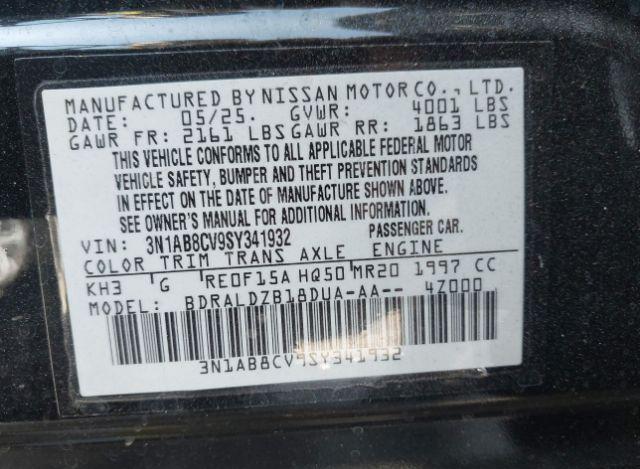 MANUFACTURED BY NISSAN MOTOR CO., LTD.
DATE: 05/25. GVWR: 4001 LBS
GAWR FR: 2161 LBS GAWR RR: 1863 LBS
THIS VEHICLE CONFORMS TO ALL APPLICABLE FEDERAL MOTOR
VEHICLE SAFETY, BUMPER AND THEFT PREVENTION STANDARDS
IN EFFECT ON THE DATE OF MANUFACTURE SHOWN ABOVE.
SEE OWNER'S MANUAL FOR ADDITIONAL INFORMATION.
VIN: 3N1AB8CV9SY341932 PASSENGER CAR.
COLOR TRIM TRANS AXLE ENGINE
KH3 G RE0F15A HQ50 MR20 1997 CC
MODEL: BDRALDZB18DUA-AA-- 4Z000
3N1AB8CV9SY341932